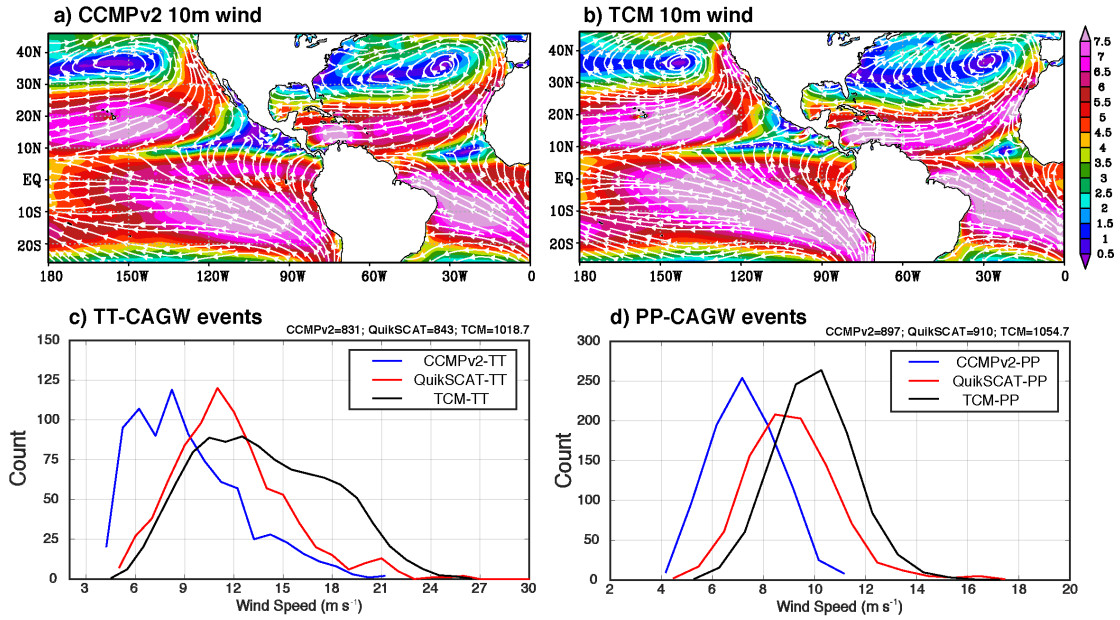 a) CCMPv2 10m wind
b) TCM 10m wind
40N
30N
20N
10N
EQ
10S
20S
180
150W
120W
90W
60W
30W
0
40N
30N
20N
10N
EQ
10S
20S
180
150W
120W
90W
60W
30W
0
7.5
7
6.5
6
5.5
5
4.5
4
3.5
3
2.5
2
1.5
1
0.5
c) TT-CAGW events
CCMPv2=831; QuikSCAT=843; TCM=1018.7
150
125
100
75
50
25
0
Count
CCMPv2-TT
QuikSCAT-TT
TCM-TT
3
6
9
12
15
18
21
24
27
30
Wind Speed (m s⁻¹)
d) PP-CAGW events
CCMPv2=897; QuikSCAT=910; TCM=1054.7
300
250
200
150
100
50
0
Count
CCMPv2-PP
QuikSCAT-PP
TCM-PP
2
4
6
8
10
12
14
16
18
20
Wind Speed (m s⁻¹)